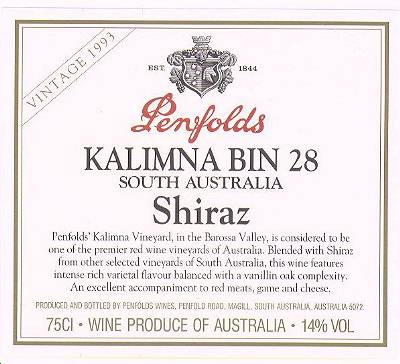 VINTAGE 1993
EST. 1844
Penfolds
KALIMNA BIN 28
SOUTH AUSTRALIA
Shiraz
Penfolds' Kalimna Vineyard, in the Barossa Valley, is considered to be
one of the premier red wine vineyards of Australia. Blended with Shiraz
from other selected vineyards of South Australia, this wine features
intense rich varietal flavour balanced with a vanillin oak complexity.
An excellent accompaniment to red meats, game and cheese.
PRODUCED AND BOTTLED BY PENFOLDS WINES, PENFOLD ROAD, MAGILL, SOUTH AUSTRALIA, AUSTRALIA 5072.
75Cl · WINE PRODUCE OF AUSTRALIA · 14% VOL